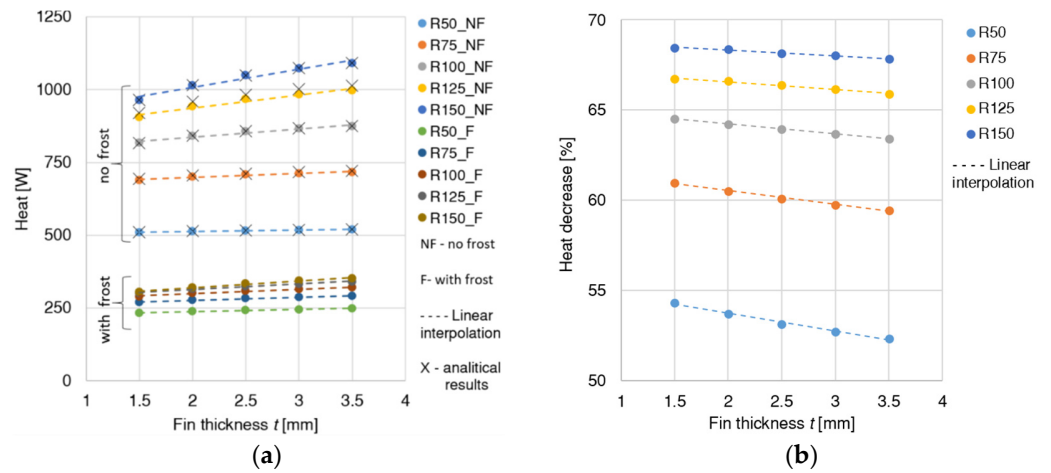 1250
1000
750
500
250
0
Heat [W]
no frost
with frost
1
1.5
2
2.5
3
3.5
4
Fin thickness t [mm]
R50_NF
R75_NF
R100_NF
R125_NF
R150_NF
R50_F
R75_F
R100_F
R125_F
R150_F
NF - no frost
F- with frost
---- Linear
interpolation
X - analitical
results
(a)
70
65
60
55
50
Heat decrease [%]
1
1.5
2
2.5
3
3.5
4
Fin thickness t [mm]
R50
R75
R100
R125
R150
---- Linear
interpolation
(b)